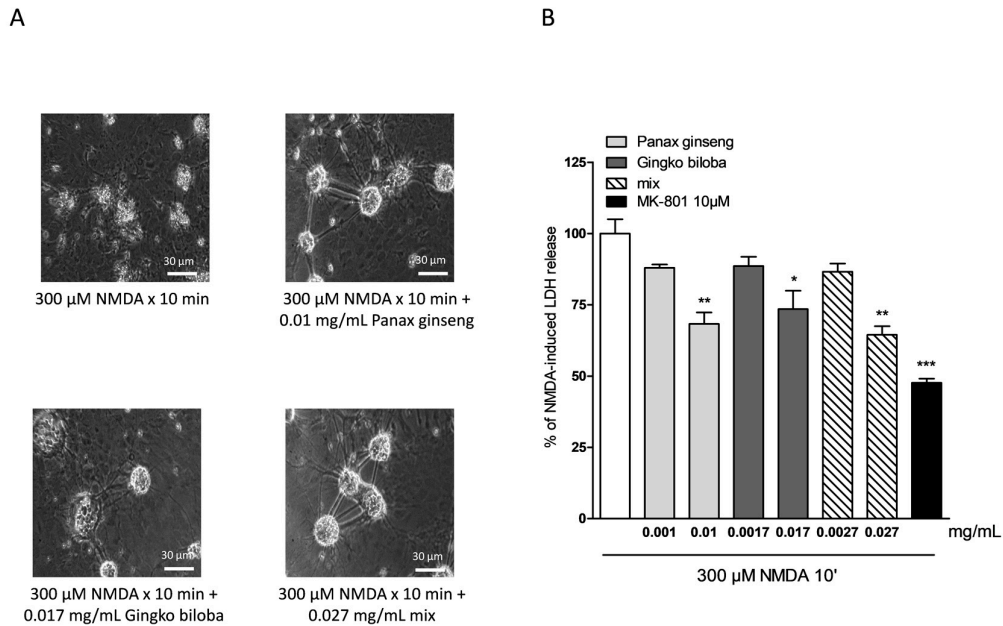 A
30 µm
300 µM NMDA x 10 min
30 µm
300 µM NMDA x 10 min +
0.01 mg/mL Panax ginseng
30 µm
300 µM NMDA x 10 min +
0.017 mg/mL Gingko biloba
30 µm
300 µM NMDA x 10 min +
0.027 mg/mL mix
B
Panax ginseng
Gingko biloba
mix
MK-801 10µM
% of NMDA-induced LDH release
125
100
75
50
25
0
**
*
**
***
0.001 0.01 0.0017 0.017 0.0027 0.027 mg/mL
300 µM NMDA 10'